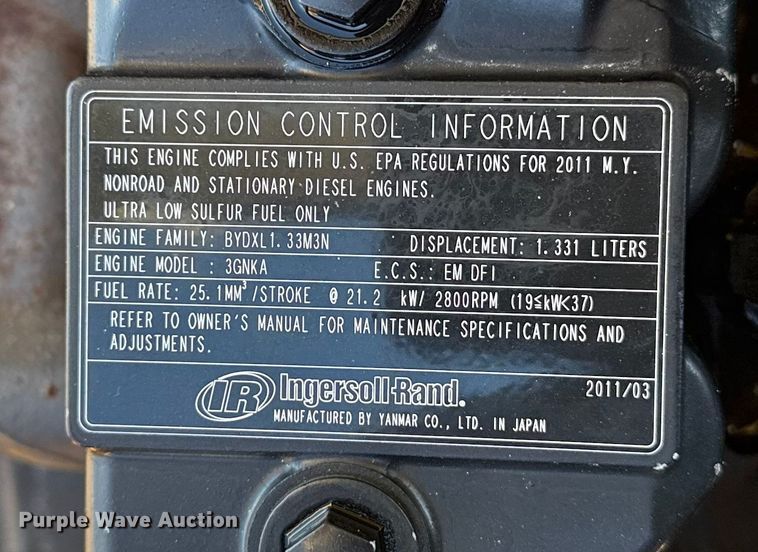 EMISSION CONTROL INFORMATION
THIS ENGINE COMPLIES WITH U.S. EPA REGULATIONS FOR 2011 M.Y.
NONROAD AND STATIONARY DIESEL ENGINES.
ULTRA LOW SULFUR FUEL ONLY
ENGINE FAMILY: BYDXL1.33M3N DISPLACEMENT: 1.331 LITERS
ENGINE MODEL : 3GNKA E.C.S.: EM DFI
FUEL RATE: 25.1MM³/STROKE @ 21.2 kW/ 2800RPM (19≦kW<37)
REFER TO OWNER'S MANUAL FOR MAINTENANCE SPECIFICATIONS AND
ADJUSTMENTS.
IR Ingersoll-Rand® 2011/03
MANUFACTURED BY YANMAR CO., LTD. IN JAPAN
Purple Wave Auction